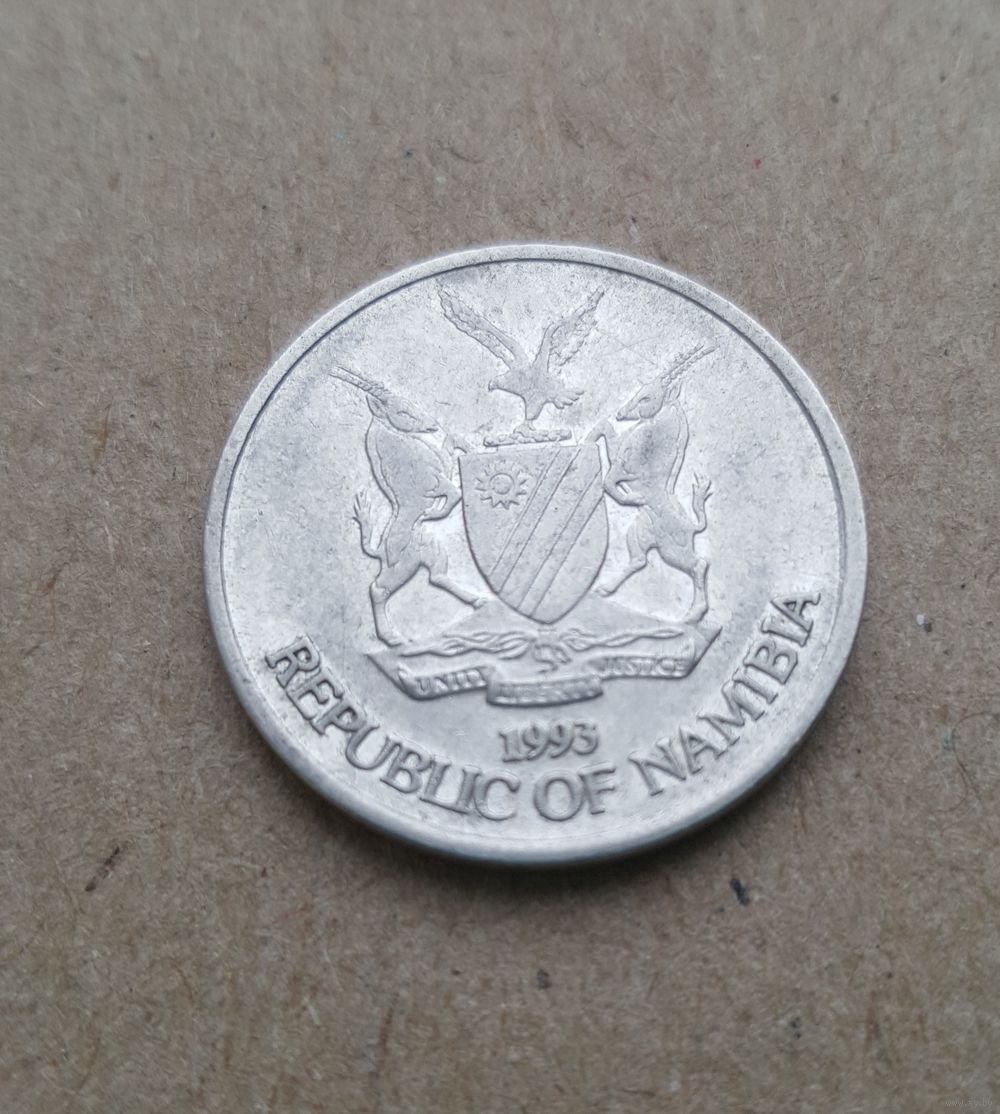 UNITY LIBERTY JUSTICE
1993
REPUBLIC OF NAMIBIA